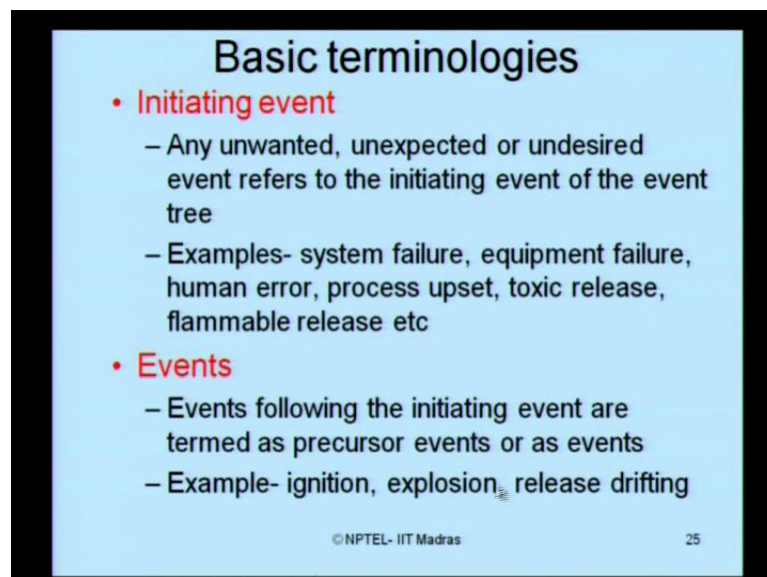 Basic terminologies
• Initiating event
– Any unwanted, unexpected or undesired
event refers to the initiating event of the event
tree
– Examples- system failure, equipment failure,
human error, process upset, toxic release,
flammable release etc
• Events
– Events following the initiating event are
termed as precursor events or as events
– Example- ignition, explosion, release drifting
©NPTEL- IIT Madras 25